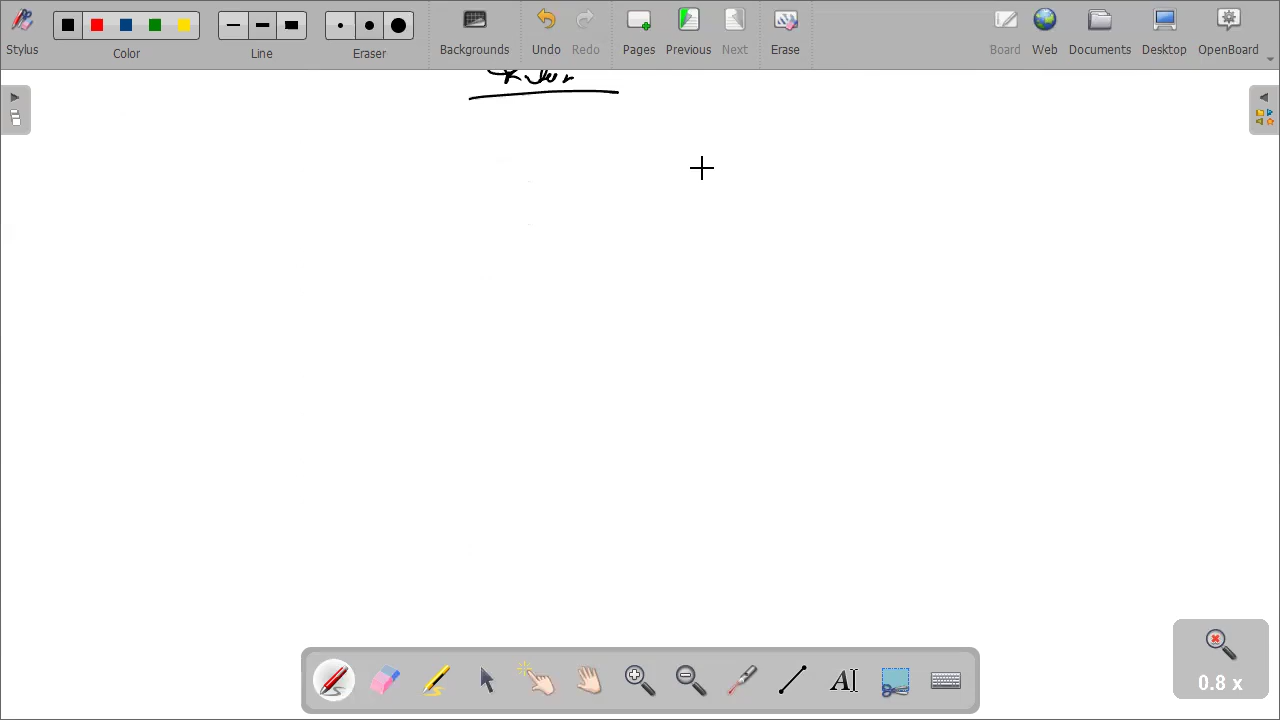 Stylus
Color
Line
Eraser
Backgrounds
Undo
Redo
Pages
Previous
Next
Erase
Board
Web
Documents
Desktop
OpenBoard
0.8 x